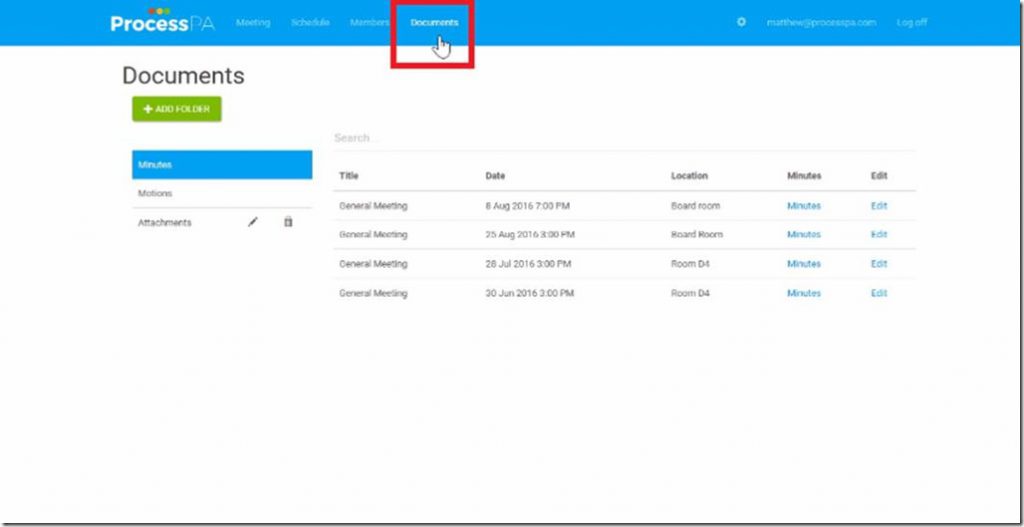 ProcessPA Meeting Schedule Members Documents matthew@processpa.com Log off
Documents
+ ADD FOLDER
Search...
Minutes
Motions
Attachments
Title Date Location Minutes Edit
General Meeting 8 Aug 2016 7:00 PM Board room Minutes Edit
General Meeting 25 Aug 2016 3:00 PM Board Room Minutes Edit
General Meeting 28 Jul 2016 3:00 PM Room D4 Minutes Edit
General Meeting 30 Jun 2016 3:00 PM Room D4 Minutes Edit